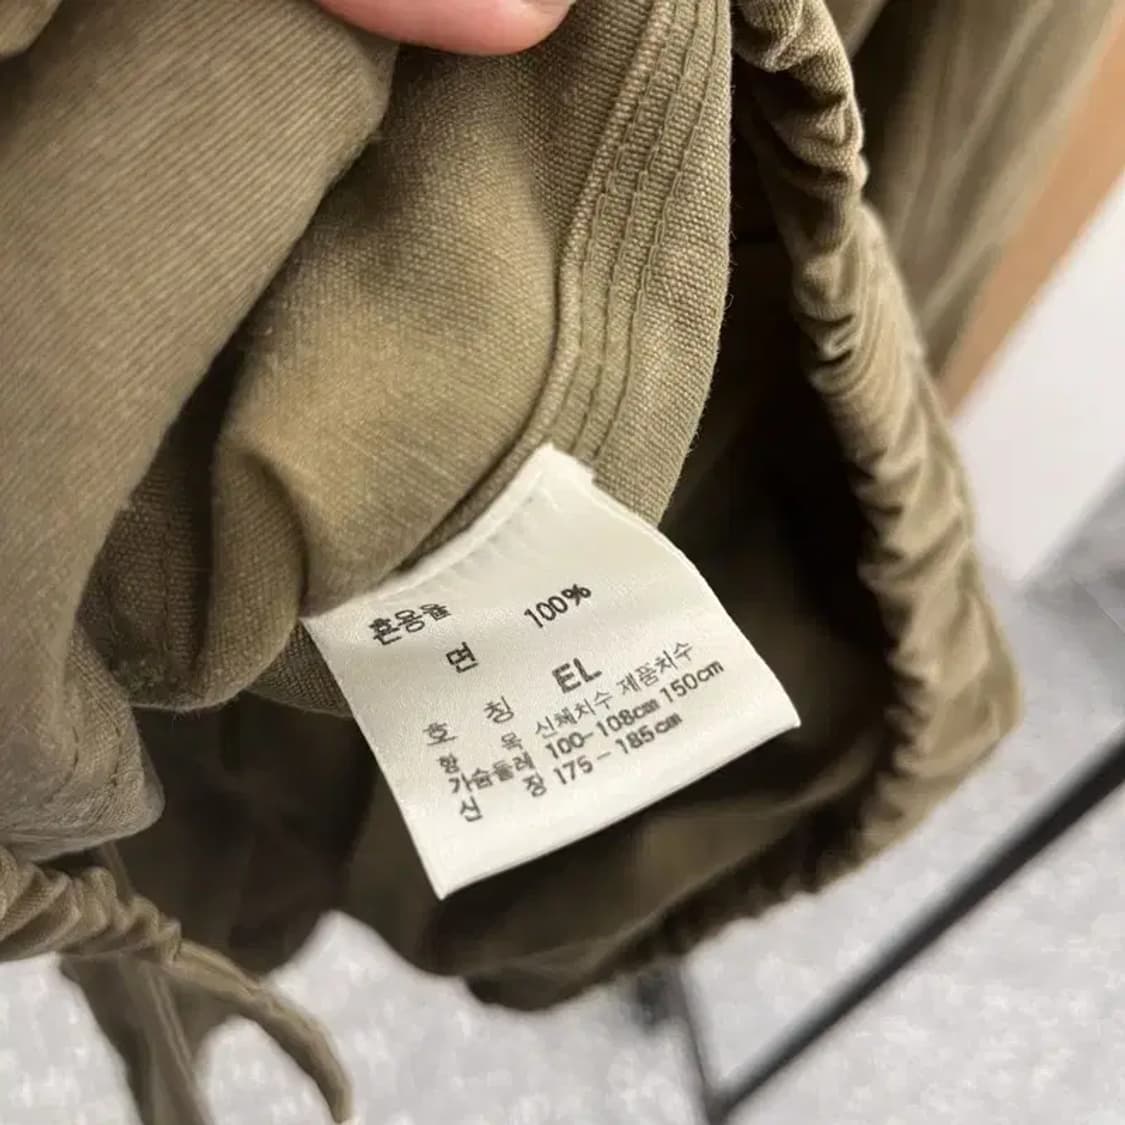 혼용율
면 100%
호 칭 EL
항 목 신체치수 제품치수
가슴둘레 100-108cm 150cm
신 장 175-185cm